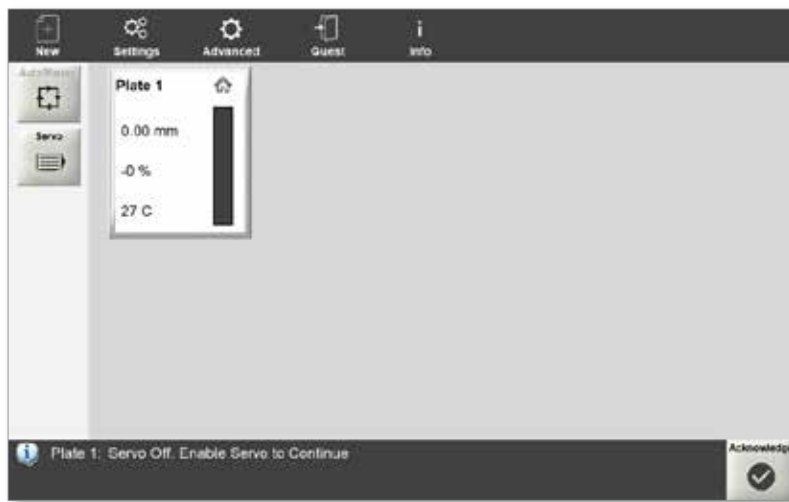 New Settings Advanced Guest Info
Plate 1
Servo
0.00 mm
-0 %
27 C
Plate 1: Servo Off. Enable Servo to Continue
Acknowledge